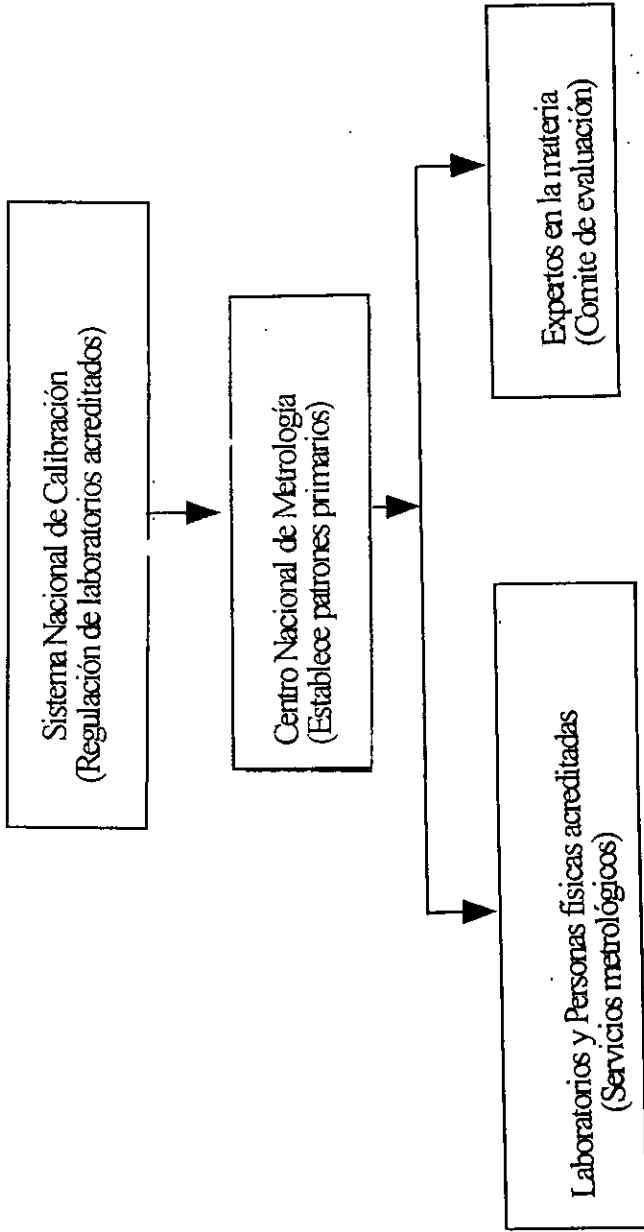 Sistema Nacional de Calibración
(Regulación de laboratorios acreditados)
Centro Nacional de Metrología
(Establece patrones primarios)
Laboratorios y Personas físicas acreditadas
(Servicios metrológicos)
Expertos en la materia
(Comite de evaluación)